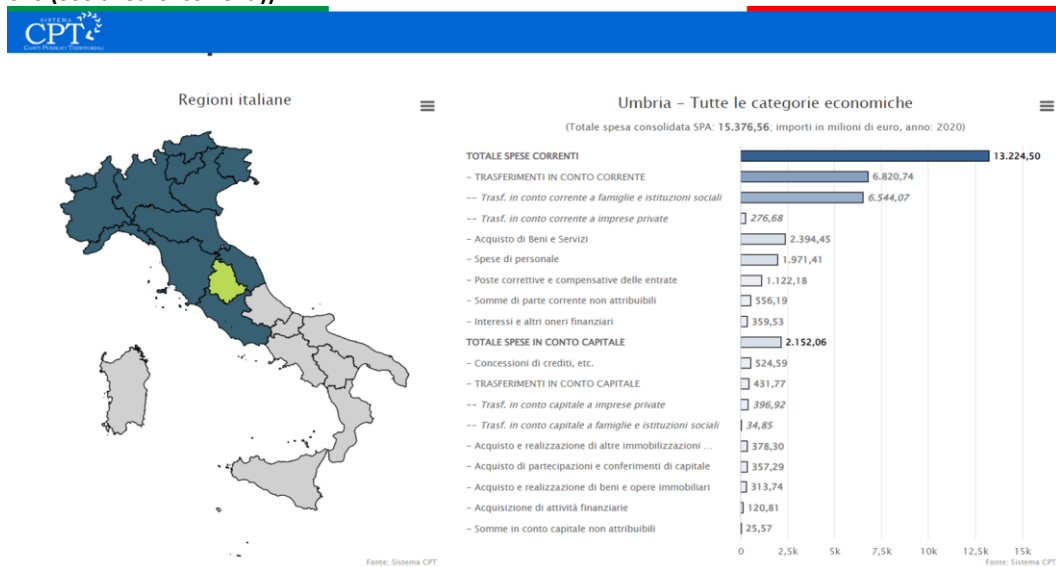 SISTEMA
CPT
CONTI PUBBLICI TERRITORIALI
Regioni italiane
Fonte: Sistema CPT
Umbria – Tutte le categorie economiche
(Totale spesa consolidata SPA: 15.376,56; importi in milioni di euro, anno: 2020)
TOTALE SPESE CORRENTI 13.224,50
– TRASFERIMENTI IN CONTO CORRENTE 6.820,74
–– Trasf. in conto corrente a famiglie e istituzioni sociali 6.544,07
–– Trasf. in conto corrente a imprese private 276,68
– Acquisto di Beni e Servizi 2.394,45
– Spese di personale 1.971,41
– Poste correttive e compensative delle entrate 1.122,18
– Somme di parte corrente non attribuibili 556,19
– Interessi e altri oneri finanziari 359,53
TOTALE SPESE IN CONTO CAPITALE 2.152,06
– Concessioni di crediti, etc. 524,59
– TRASFERIMENTI IN CONTO CAPITALE 431,77
–– Trasf. in conto capitale a imprese private 396,92
–– Trasf. in conto capitale a famiglie e istituzioni sociali 34,85
– Acquisto e realizzazione di altre immobilizzazioni ... 378,30
– Acquisto di partecipazioni e conferimenti di capitale 357,29
– Acquisto e realizzazione di beni e opere immobiliari 313,74
– Acquisizione di attività finanziarie 120,81
– Somme in conto capitale non attribuibili 25,57
0 2,5k 5k 7,5k 10k 12,5k 15k
Fonte: Sistema CPT